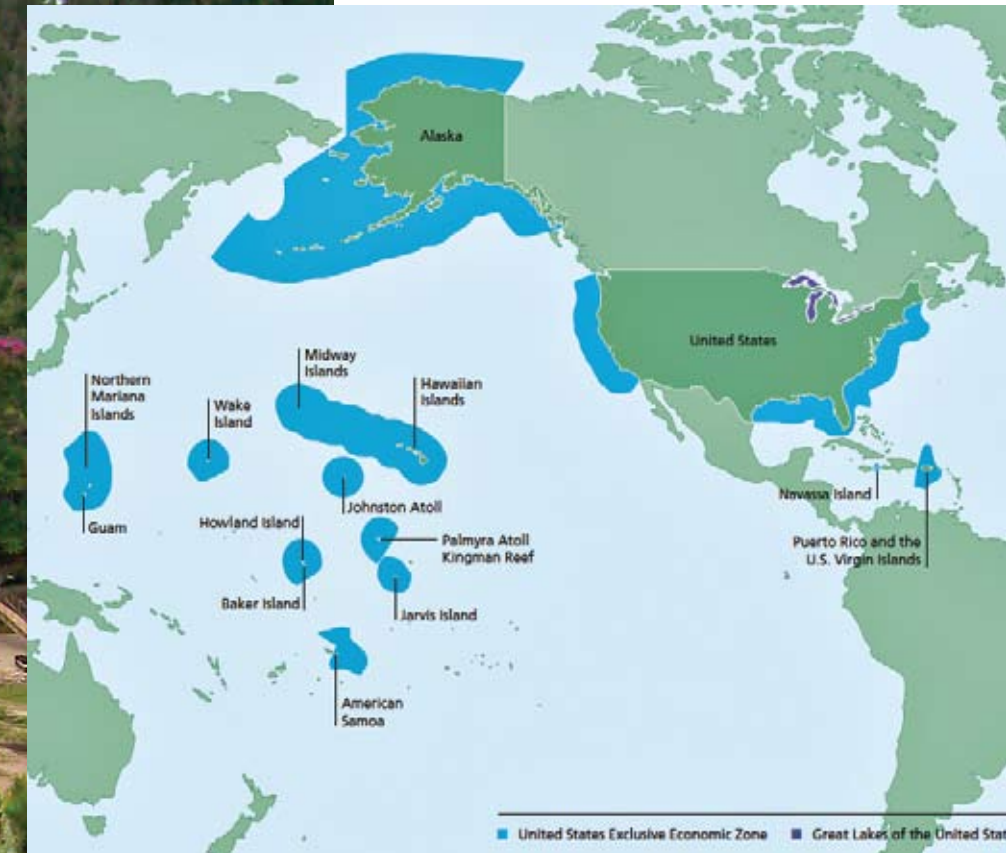 Alaska
United States
Midway
Islands
Hawaiian
Islands
Northern
Mariana
Islands
Wake
Island
Guam
Johnston Atoll
Howland Island
Palmyra Atoll
Kingman Reef
Baker Island
Jarvis Island
American
Samoa
Navassa Island
Puerto Rico and the
U.S. Virgin Islands
United States Exclusive Economic Zone
Great Lakes of the United Stat